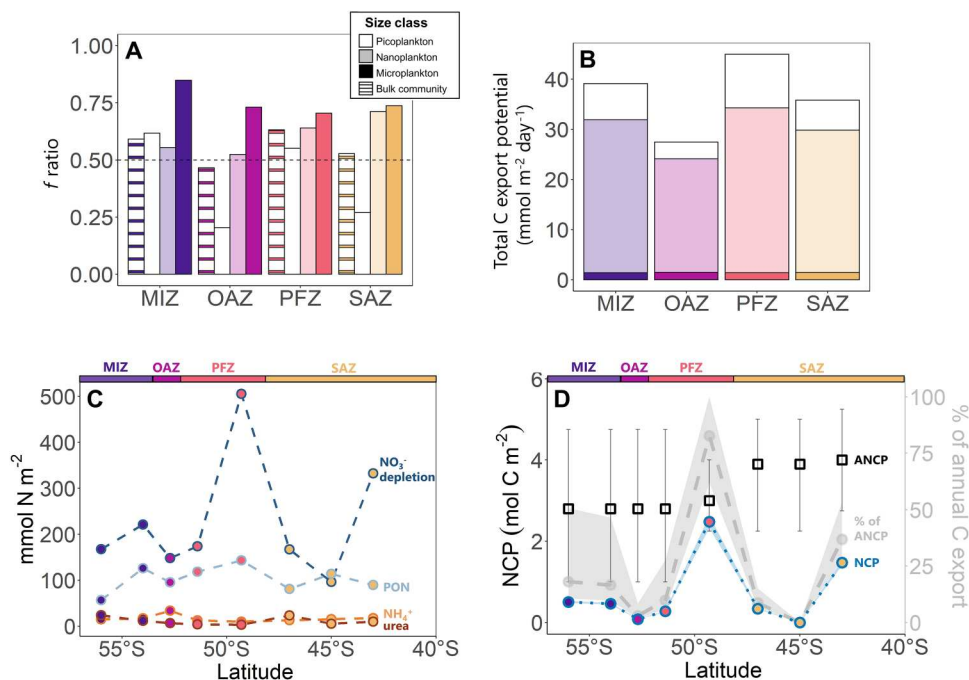 A
Size class
Picoplankton
Nanoplankton
Microplankton
Bulk community
1.00
0.75
0.50
0.25
0.00
f ratio
MIZ OAZ PFZ SAZ
B
Total C export potential
(mmol m⁻² day⁻¹)
40
30
20
10
0
MIZ OAZ PFZ SAZ
MIZ OAZ PFZ SAZ
C
500
400
300
200
100
0
mmol N m⁻²
NO₃⁻
depletion
PON
NH₄⁺
urea
55°S 50°S 45°S 40°S
Latitude
MIZ OAZ PFZ SAZ
D
6
4
2
0
NCP (mol C m⁻²)
ANCP
% of
ANCP
NCP
100
75
50
25
0
% of annual C export
55°S 50°S 45°S 40°S
Latitude